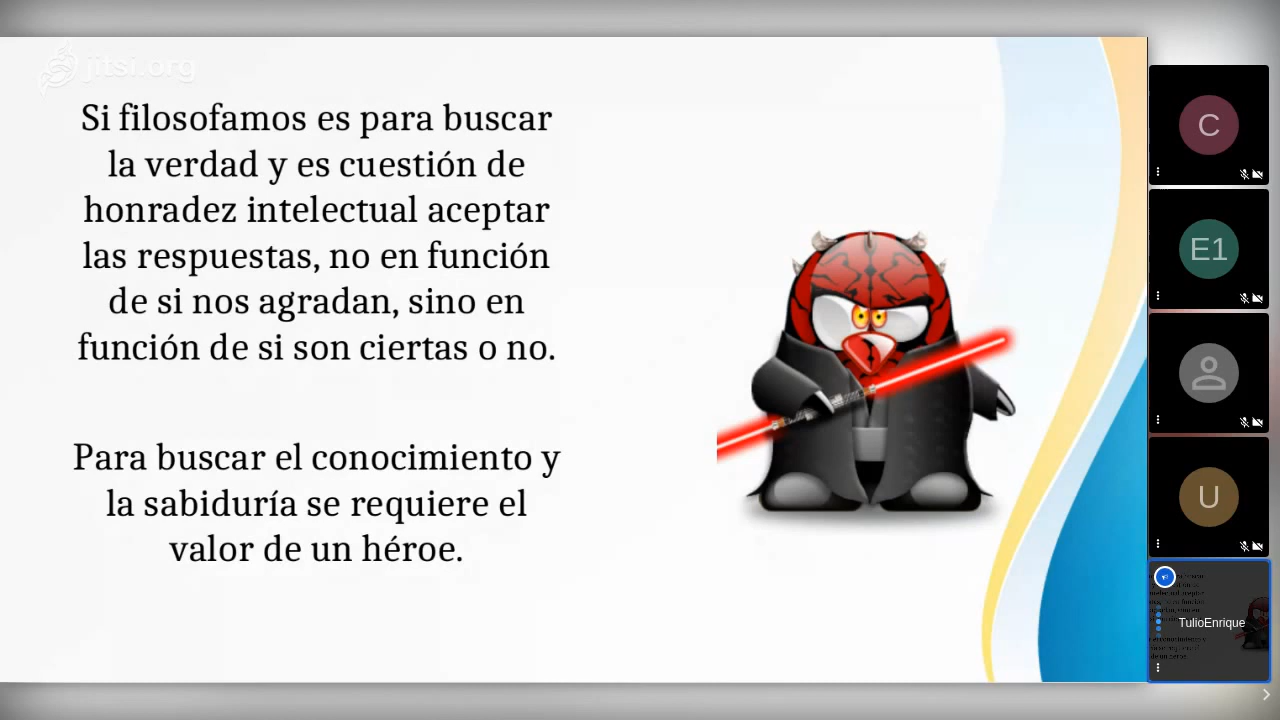 jitsi.org
Si filosofamos es para buscar
la verdad y es cuestión de
honradez intelectual aceptar
las respuestas, no en función
de si nos agradan, sino en
función de si son ciertas o no.
Para buscar el conocimiento y
la sabiduría se requiere el
valor de un héroe.
C
E1
U
TulioEnrique